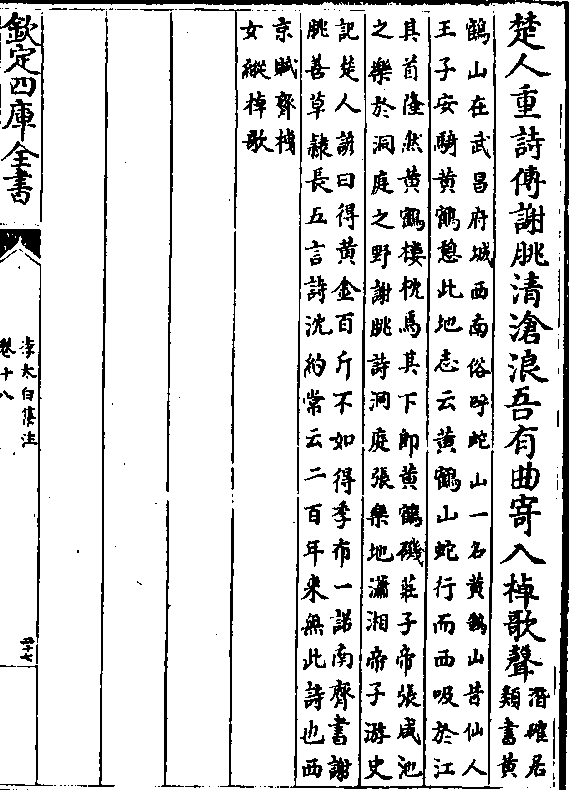 楚人重詩傳謝朓清滄浪吾有曲寄入棹歌聲
潛確居
類書黃
鶴山在武昌府城西南俗呼蛇山一名黃鵠山昔仙人
王子安騎黃鶴憩此地志云黃鶴山蛇行而西吸於江
其首隆然黃鶴樓枕焉其下即黃鶴磯莊子帝張咸池
之樂於洞庭之野謝朓詩洞庭張樂地瀟湘帝子游史
記楚人諺曰得黃金百斤不如得季布一諾南齊書謝
朓善草隸長五言詩沈約常云二百年來無此詩也西
京賦齊栧
女縱棹歌
欽定四庫全書
李太白集注
卷十八